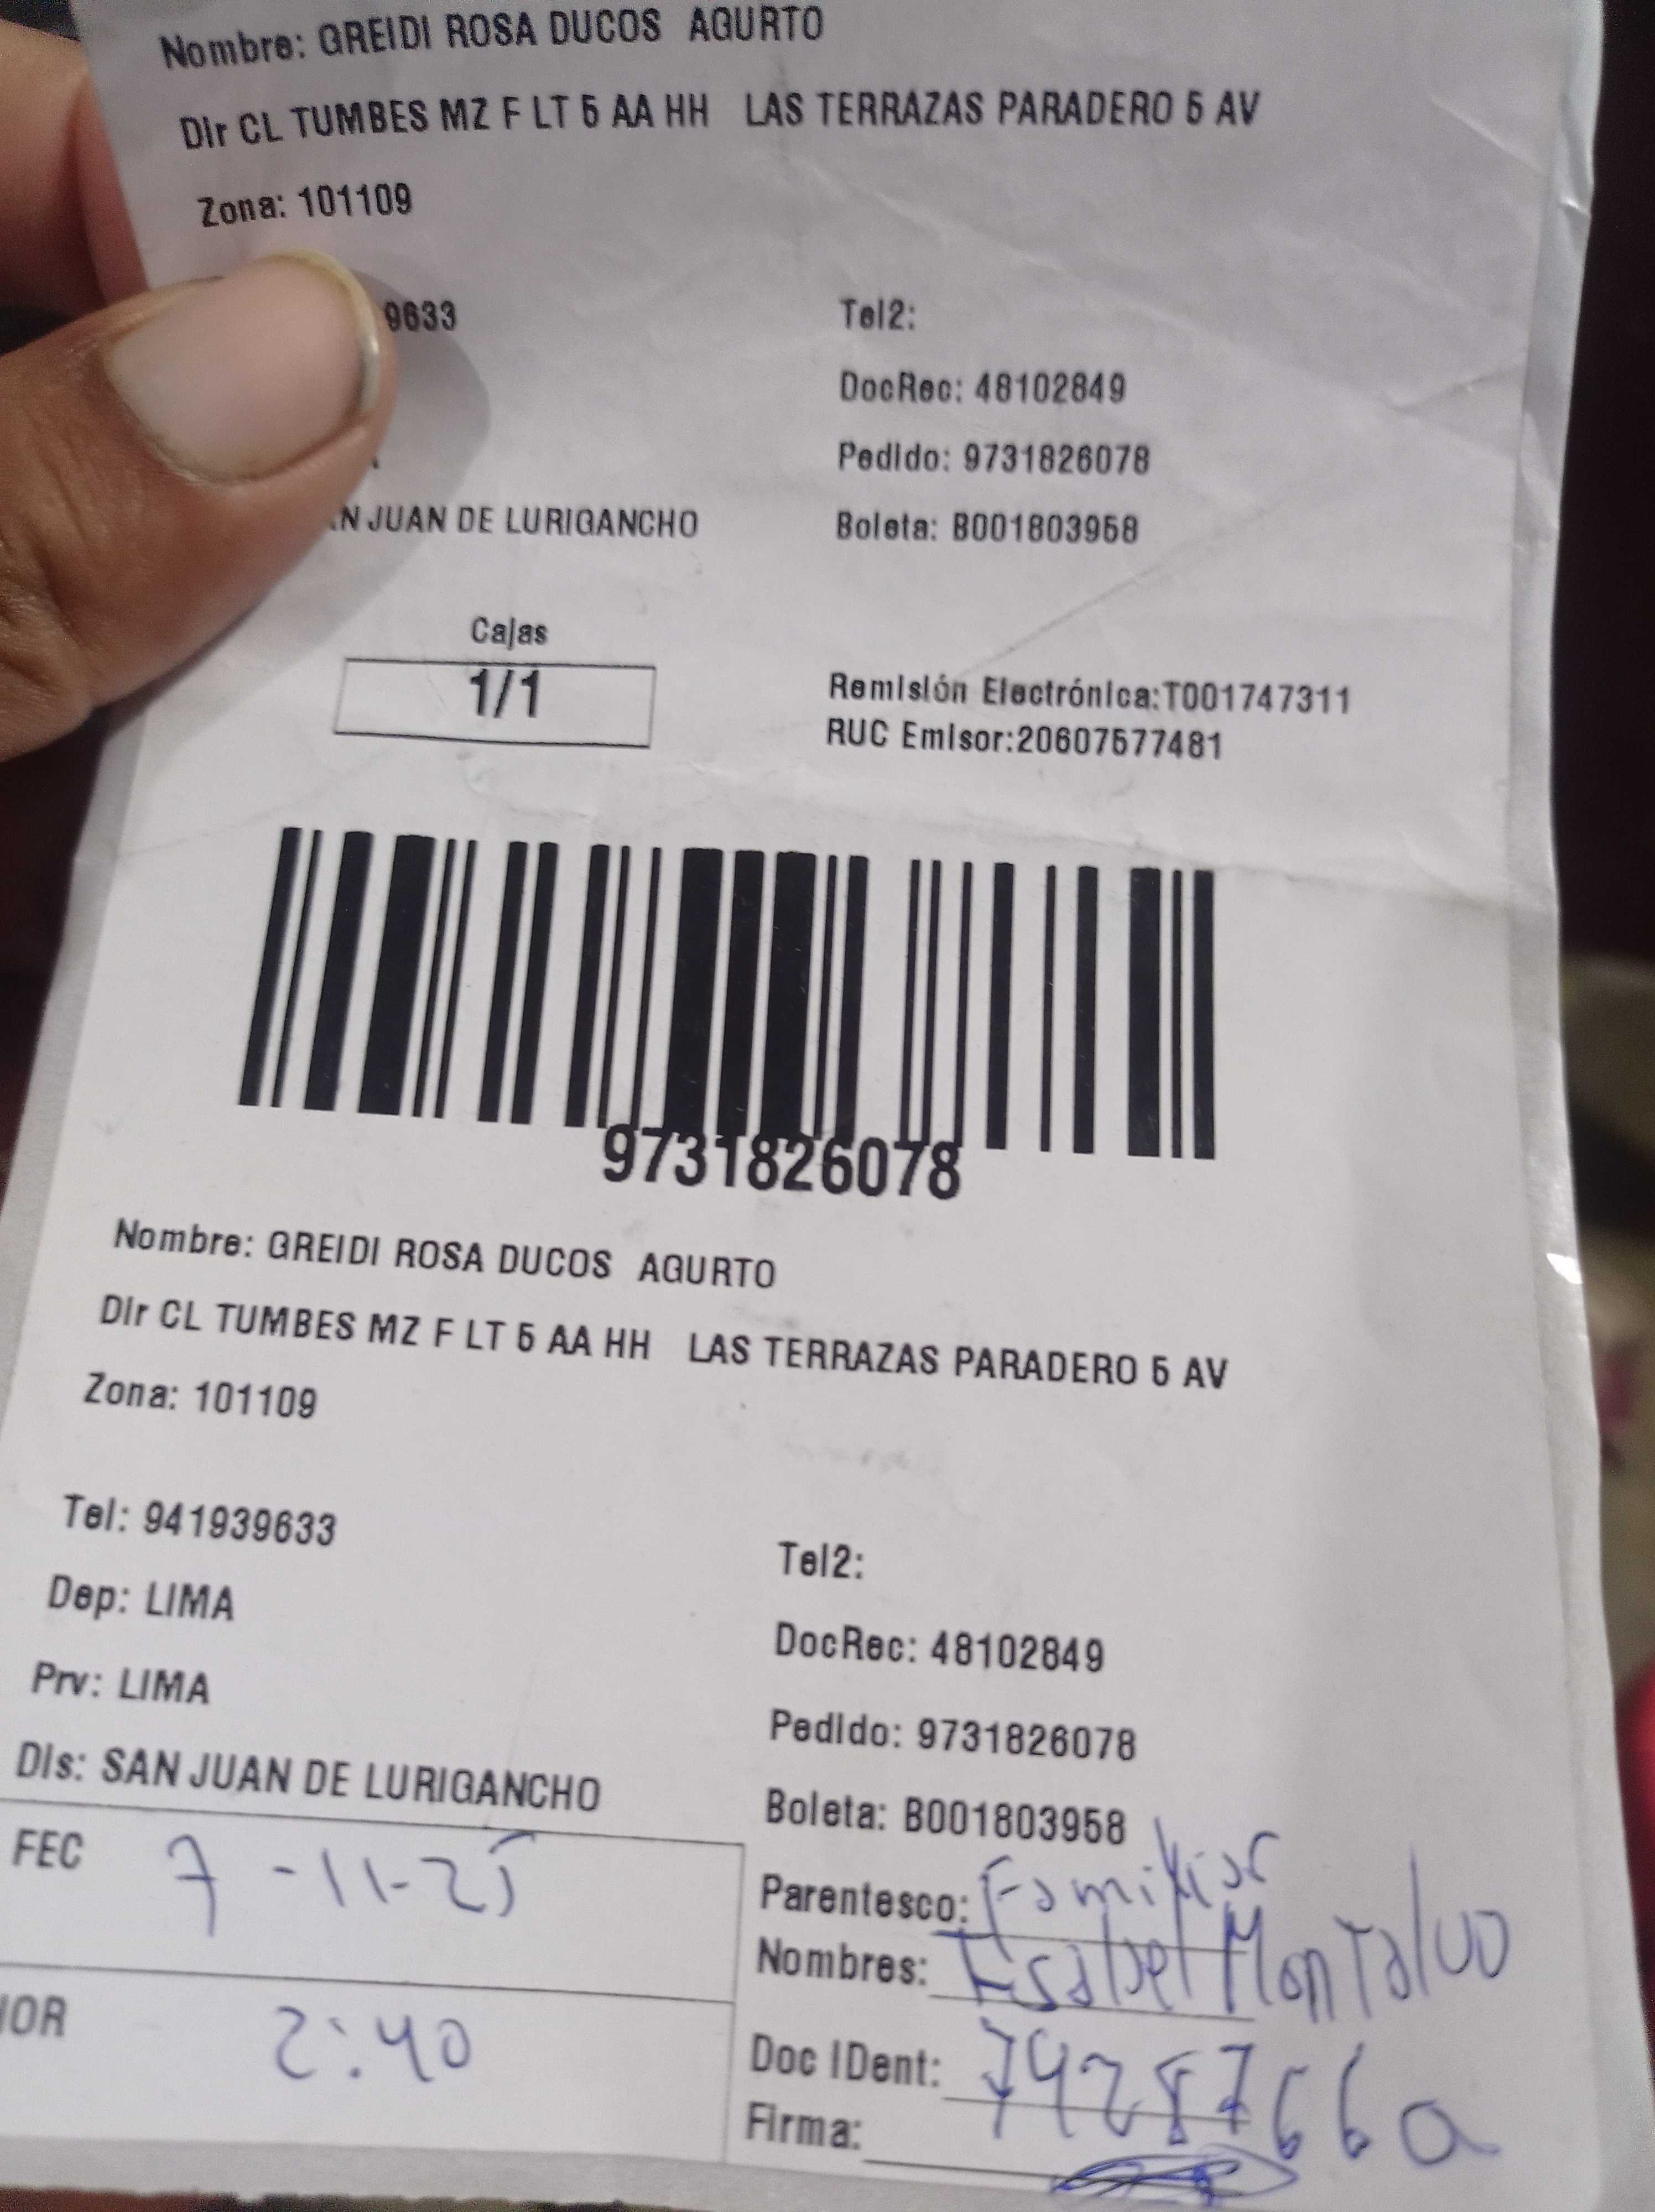 Nombre: GREIDI ROSA DUCOS AGURTO
Dir CL TUMBES MZ F LT 5 AA HH LAS TERRAZAS PARADERO 5 AV
Zona: 101109
9633
Tel2:
DocRec: 48102849
Pedido: 9731826078
N JUAN DE LURIGANCHO
Boleta: B001803958
Cajas
1/1
Remisión Electrónica:T001747311
RUC Emisor:20607577481
9731826078
Nombre: GREIDI ROSA DUCOS AGURTO
Dir CL TUMBES MZ F LT 5 AA HH LAS TERRAZAS PARADERO 5 AV
Zona: 101109
Tel: 941939633
Tel2:
Dep: LIMA
DocRec: 48102849
Prv: LIMA
Pedido: 9731826078
Dis: SAN JUAN DE LURIGANCHO
Boleta: B001803958
FEC 7-11-25
Parentesco: Familiar
Nombres: Isabel Montalvo
HOR 2:40
Doc IDent:
Firma: